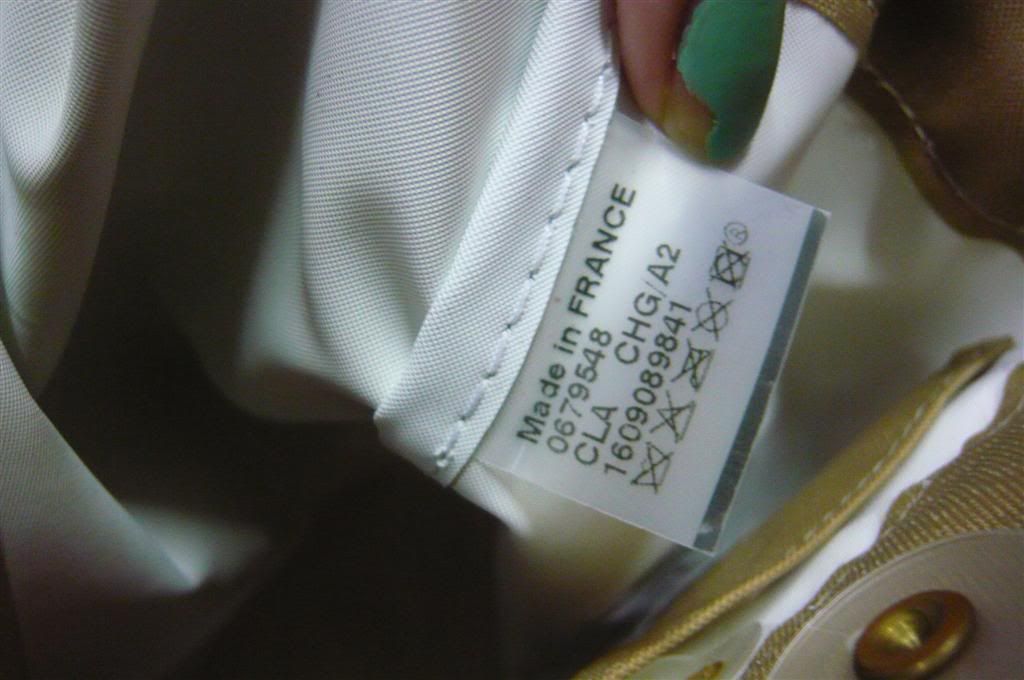 Made in FRANCE
0679548
CLA CHG/A2
1609089841
®